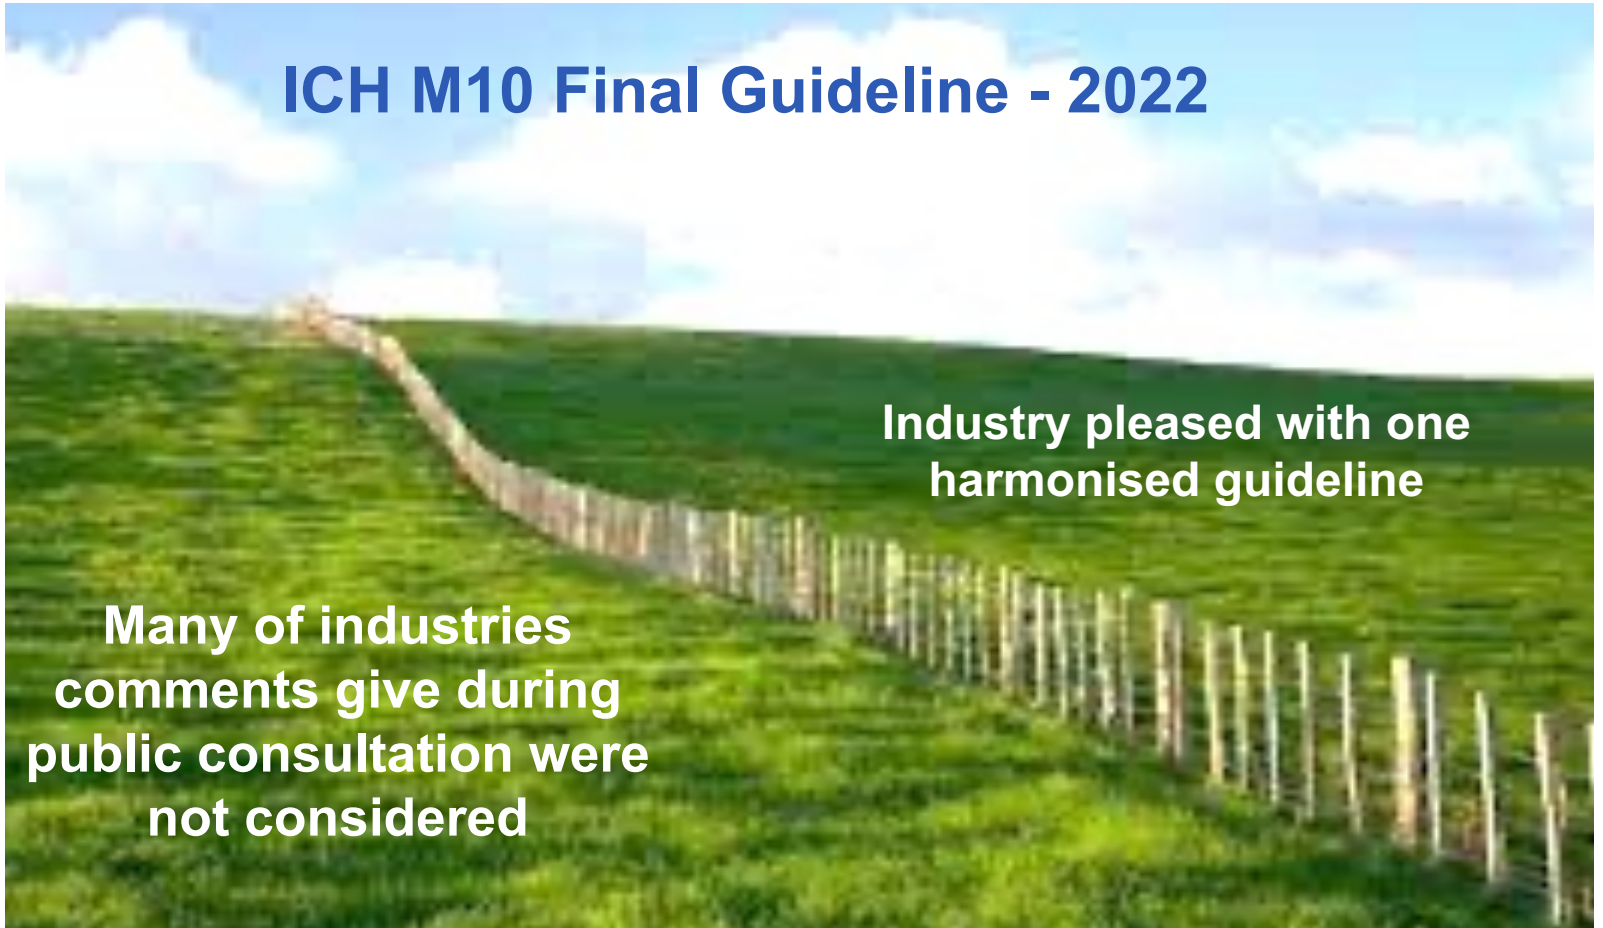 ICH M10 Final Guideline - 2022
Industry pleased with one
harmonised guideline
Many of industries
comments give during
public consultation were
not considered